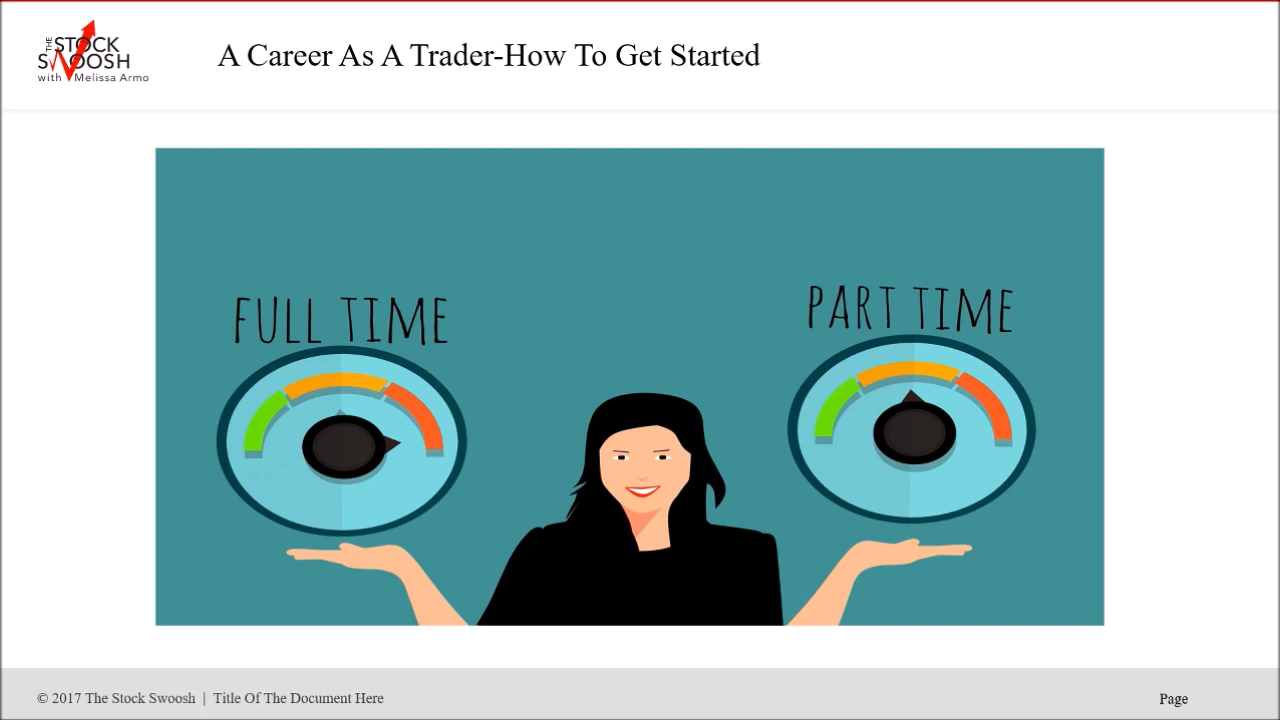 THE STOCK
SWOOSH
with Melissa Armo
A Career As A Trader-How To Get Started
FULL TIME
PART TIME
© 2017 The Stock Swoosh | Title Of The Document Here
Page